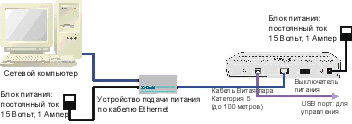 Блок питания:
постоянный ток
15 Вольт, 1 Ампер
Сетевой компьютер
Блок питания:
постоянный ток
15 Вольт, 1 Ампер
Устройство подачи питания
по кабелю Ethernet
Кабель Витая пара
Категория 5
(до 100 метров)
Выключатель
питания
USB порт для
управления